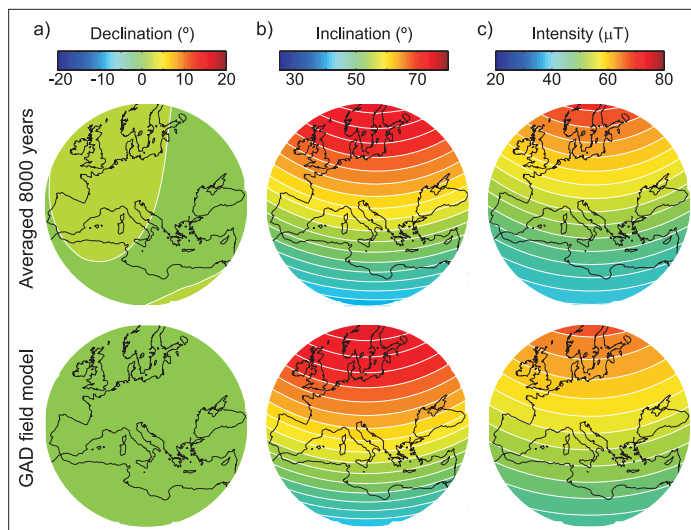 a)
Declination (º)
-20 -10 0 10 20
b)
Inclination (º)
30 50 70
c)
Intensity (µT)
20 40 60 80
Averaged 8000 years
GAD field model